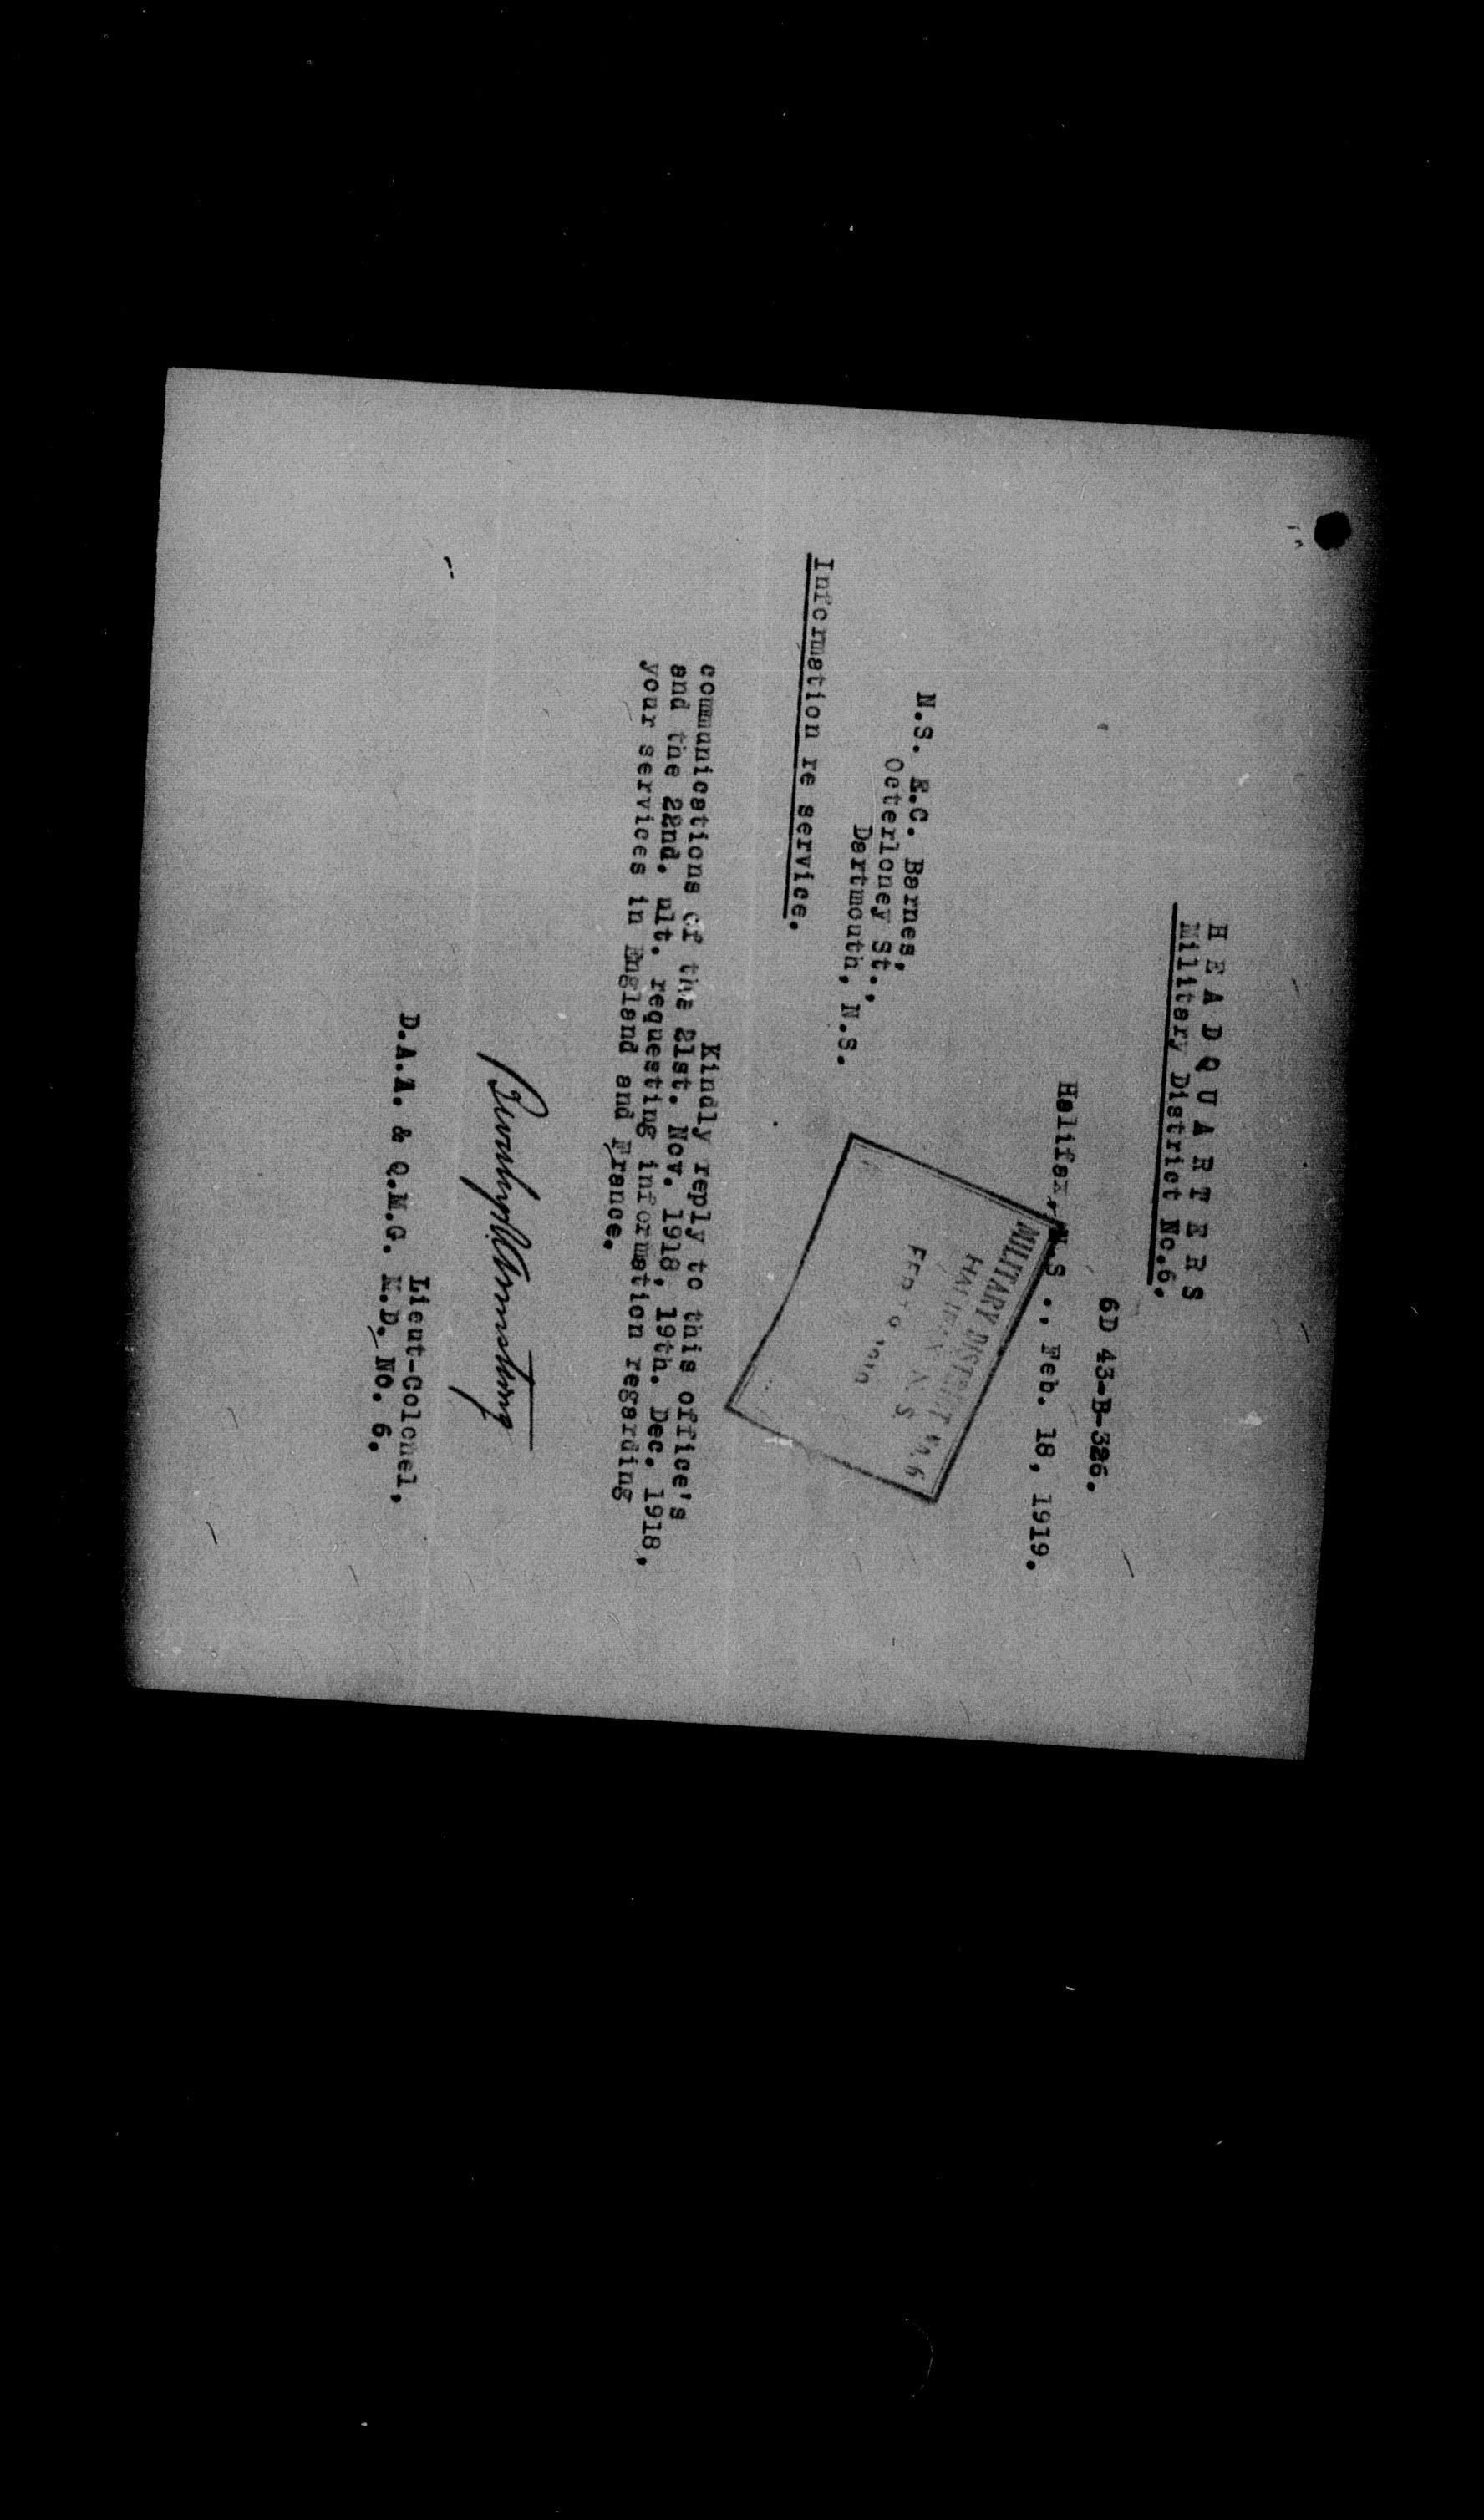 HEADQUARTERS
Military District No.6.
6D 43-B-326.
Halifax, N.S ., Feb. 18, 1919.
MILITARY DISTRICT No. 6
HALIFAX N. S.
N.S. E.C. Barnes,
Octerloney St.,
Dartmouth, N.S.
Information re service.
Kindly reply to this office's
communications of the 21st. Nov. 1918, 19th. Dec. 1918,
and the 22nd. ult. requesting information regarding
your services in England and France.
Armstrong
Lieut-Colonel,
D.A.A. & Q.M.G. M.D. No. 6.